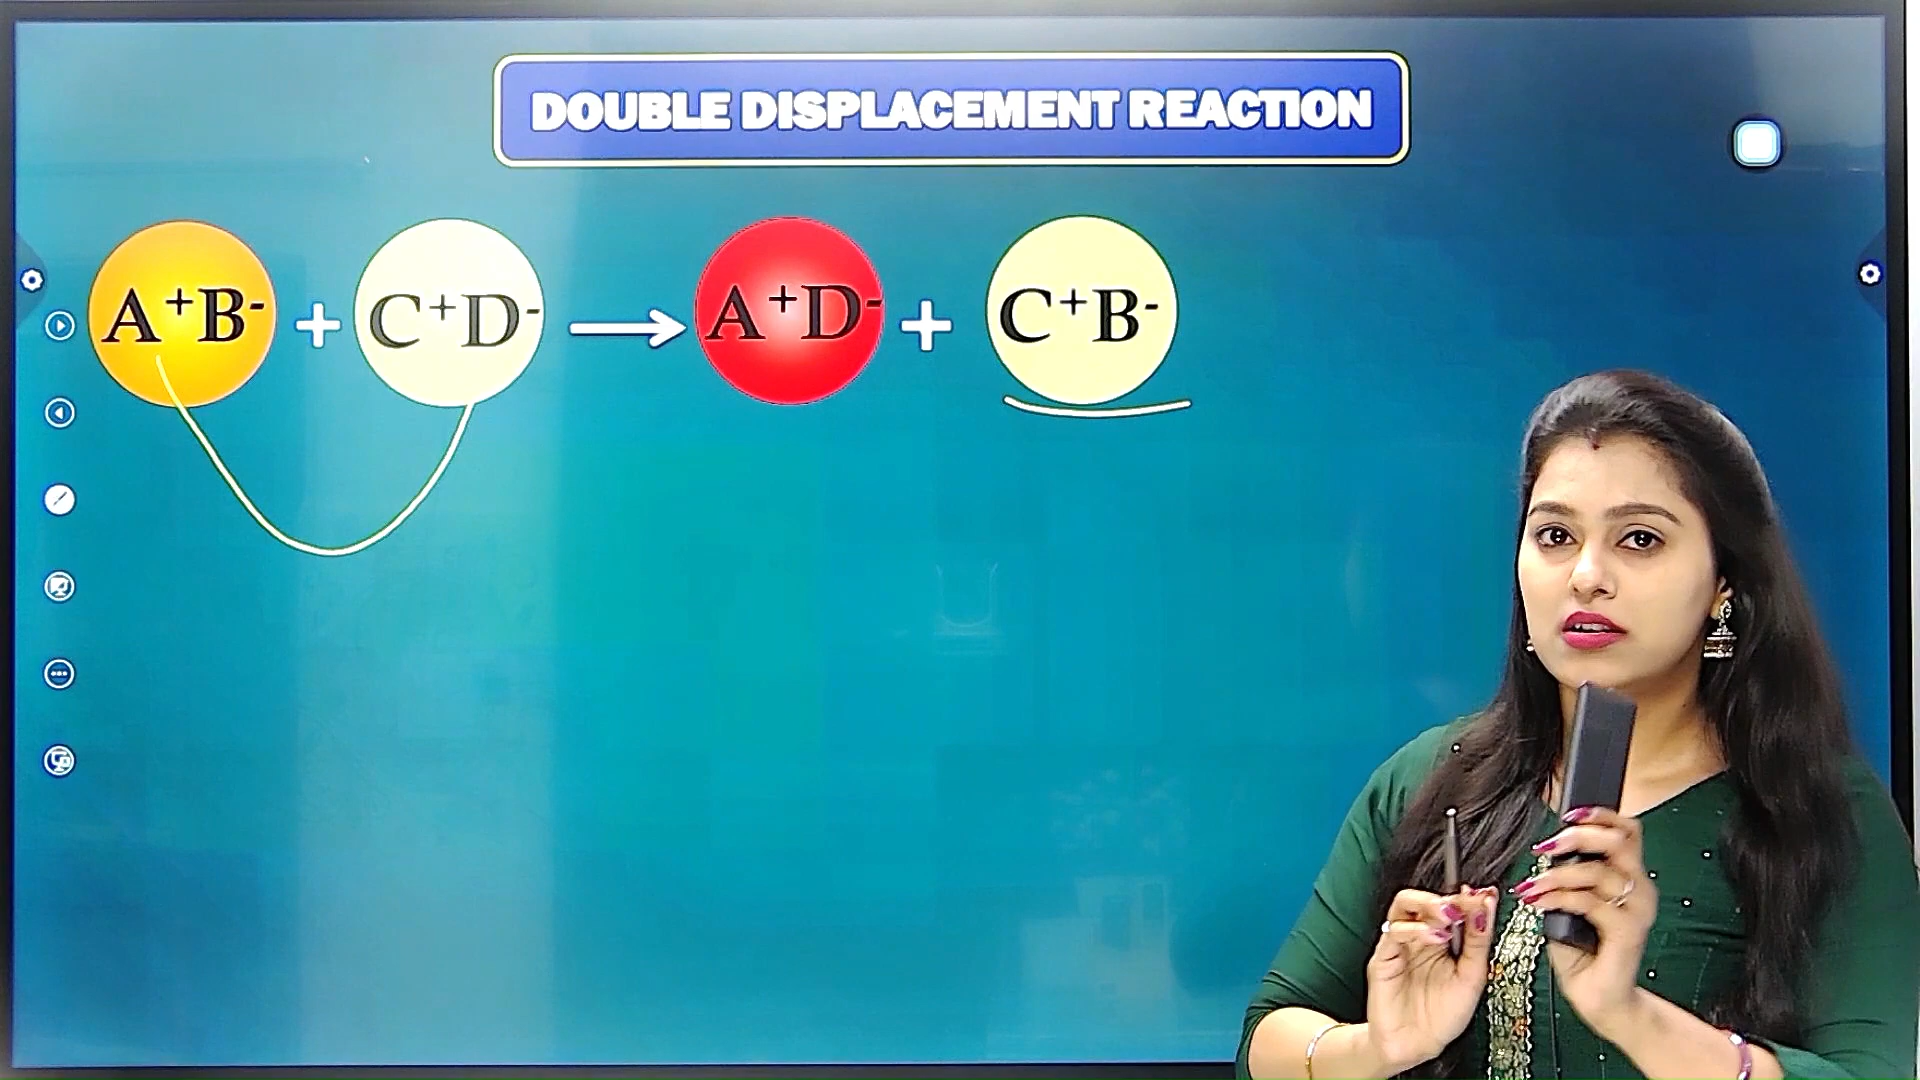 DOUBLE DISPLACEMENT REACTION
A⁺B⁻ + C⁺D⁻ → A⁺D⁻ + C⁺B⁻